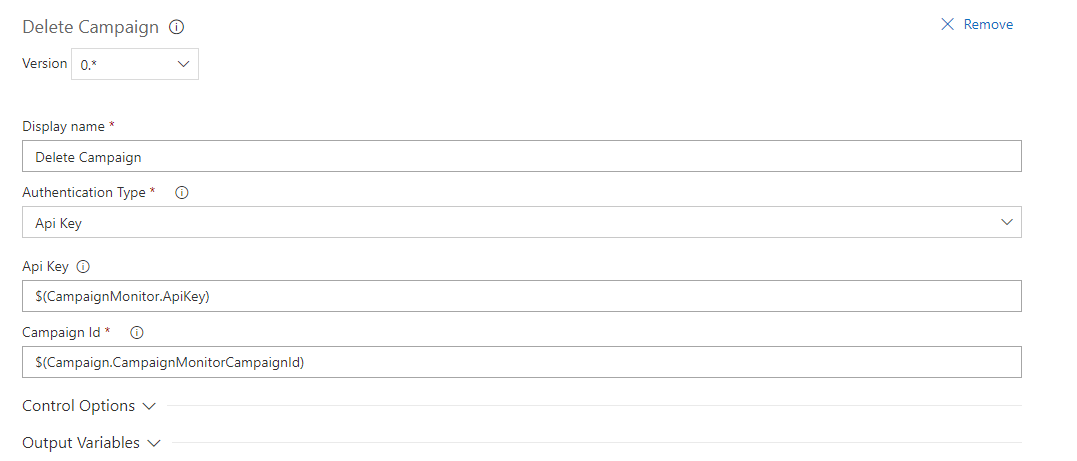 Delete Campaign
Remove
Version 0.*
Display name *
Delete Campaign
Authentication Type *
Api Key
Api Key
$(CampaignMonitor.ApiKey)
Campaign Id *
$(Campaign.CampaignMonitorCampaignId)
Control Options
Output Variables